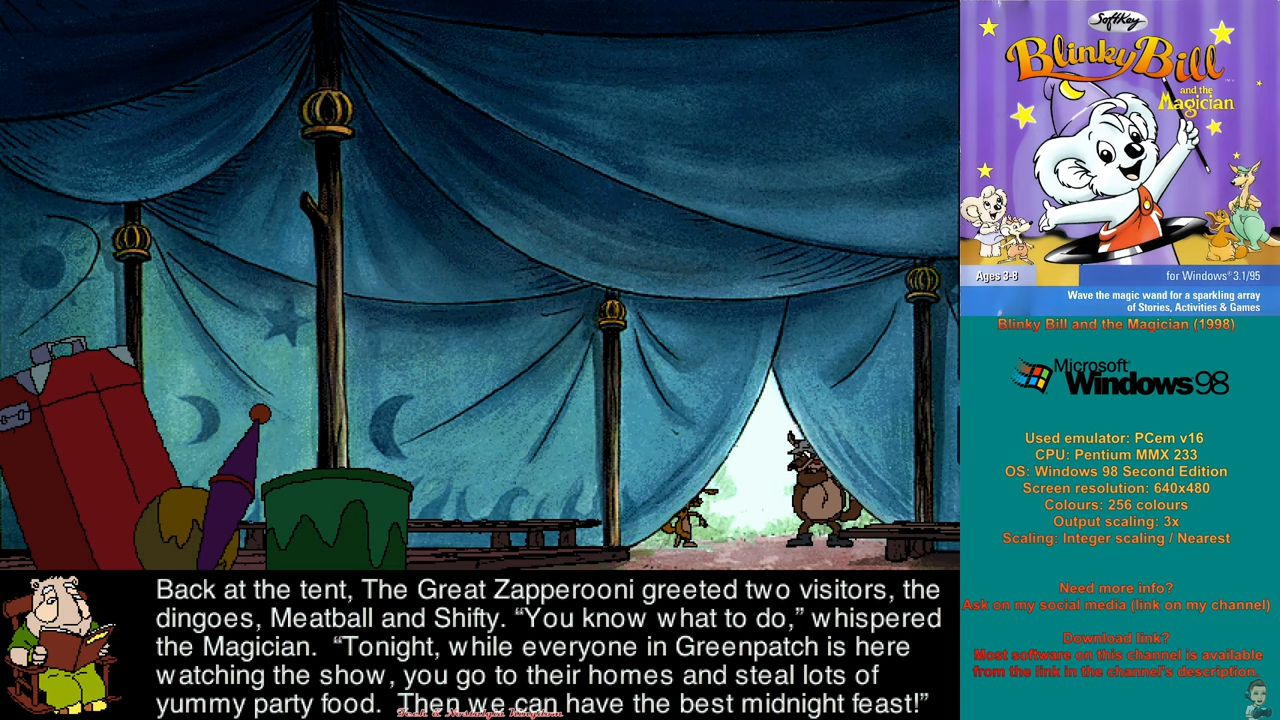 Back at the tent, The Great Zapperooni greeted two visitors, the
dingoes, Meatball and Shifty. “You know what to do,” whispered
the Magician.  “Tonight, while everyone in Greenpatch is here
watching the show, you go to their homes and steal lots of
yummy party food.  Then we can have the best midnight feast!”
Geek & Nostalgia Kingdom
SoftKey
Blinky Bill
and the
Magician
Ages 3-8
for Windows® 3.1/95
Wave the magic wand for a sparkling array
of Stories, Activities & Games
Blinky Bill and the Magician (1998)
Microsoft
Windows 98
Used emulator: PCem v16
CPU: Pentium MMX 233
OS: Windows 98 Second Edition
Screen resolution: 640x480
Colours: 256 colours
Output scaling: 3x
Scaling: Integer scaling / Nearest
Need more info?
Ask on my social media (link on my channel)
Download link?
Most software on this channel is available
from the link in the channel's description.